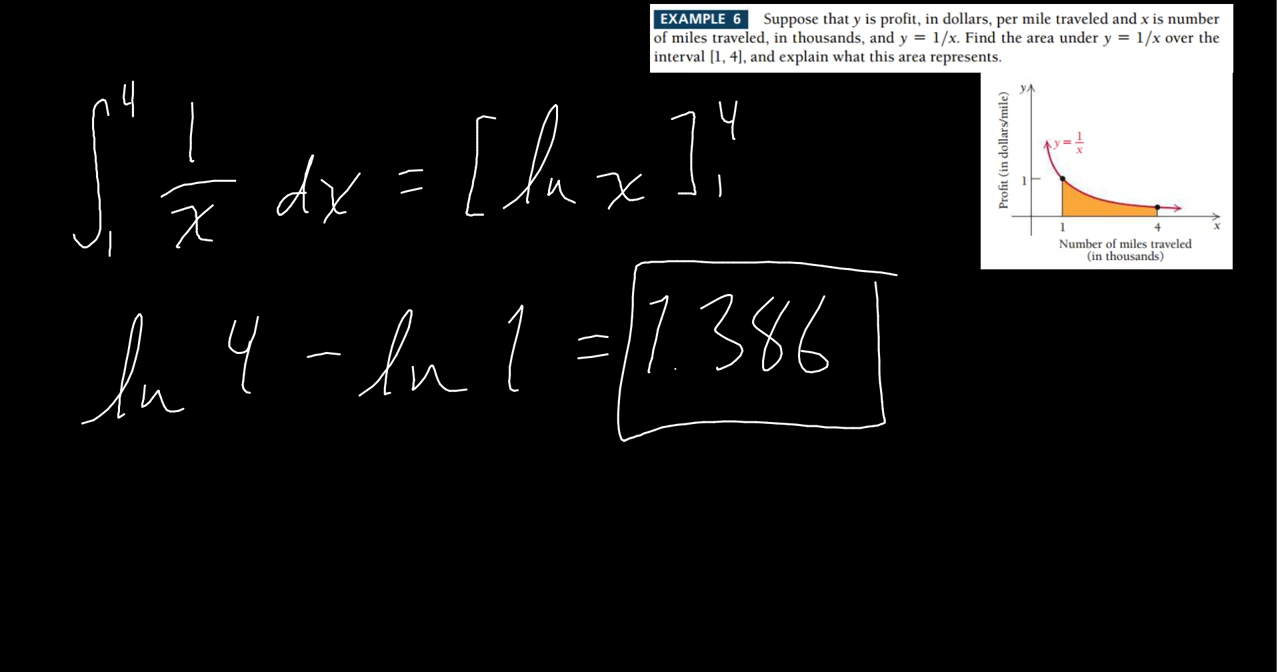 EXAMPLE 6 Suppose that y is profit, in dollars, per mile traveled and x is number
of miles traveled, in thousands, and y = 1/x. Find the area under y = 1/x over the
interval [1, 4], and explain what this area represents.
∫₁⁴ 1/x dx = [ln x]₁⁴
y
Profit (in dollars/mile)
y = 1/x
1
1 4 x
Number of miles traveled
(in thousands)
ln 4 - ln 1 = 1.386